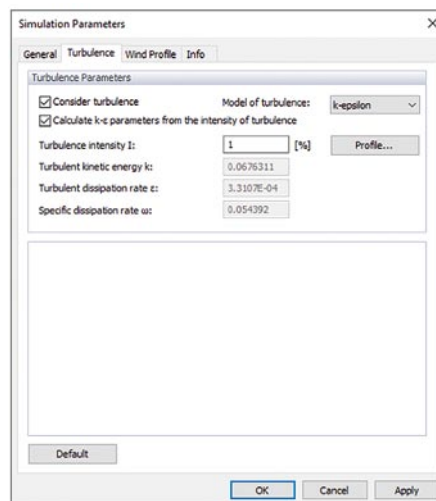 Simulation Parameters
General Turbulence Wind Profile Info
Turbulence Parameters
Consider turbulence Model of turbulence: k-epsilon
Calculate k-ε parameters from the intensity of turbulence
Turbulence intensity I: 1 [%] Profile...
Turbulent kinetic energy k: 0.0676311
Turbulent dissipation rate ε: 3.3107E-04
Specific dissipation rate ω: 0.054392
Default
OK Cancel Apply